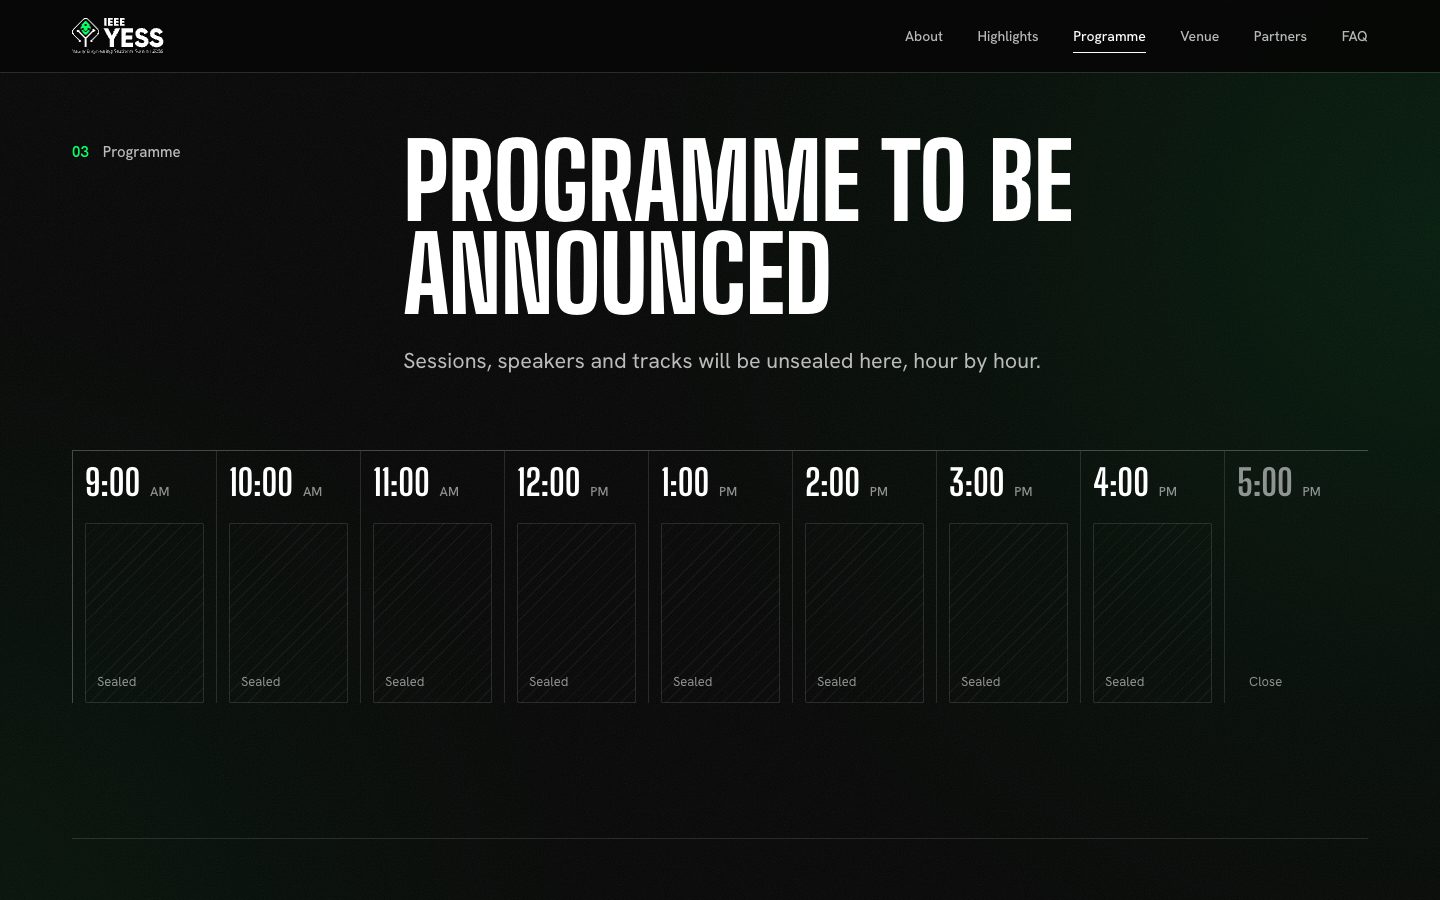 IEEE
YESS
About Highlights Programme Venue Partners FAQ
03 Programme
PROGRAMME TO BE
ANNOUNCED
Sessions, speakers and tracks will be unsealed here, hour by hour.
9:00 AM 10:00 AM 11:00 AM 12:00 PM 1:00 PM 2:00 PM 3:00 PM 4:00 PM 5:00 PM
Sealed Sealed Sealed Sealed Sealed Sealed Sealed Sealed Close